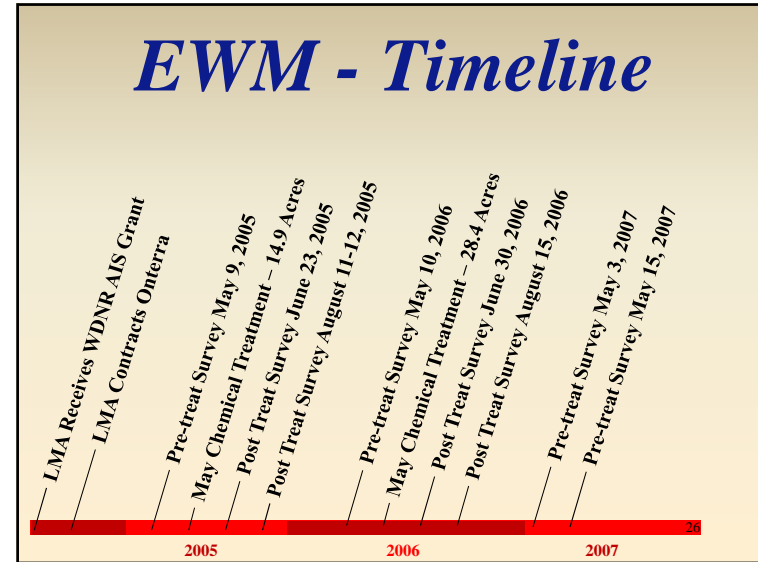 EWM - Timeline
LMA Receives WDNR AIS Grant
LMA Contracts Onterra
Pre-treat Survey May 9, 2005
May Chemical Treatment – 14.9 Acres
Post Treat Survey June 23, 2005
Post Treat Survey August 11-12, 2005
Pre-treat Survey May 10, 2006
May Chemical Treatment – 28.4 Acres
Post Treat Survey June 30, 2006
Post Treat Survey August 15, 2006
Pre-treat Survey May 3, 2007
Pre-treat Survey May 15, 2007
26
2005
2006
2007